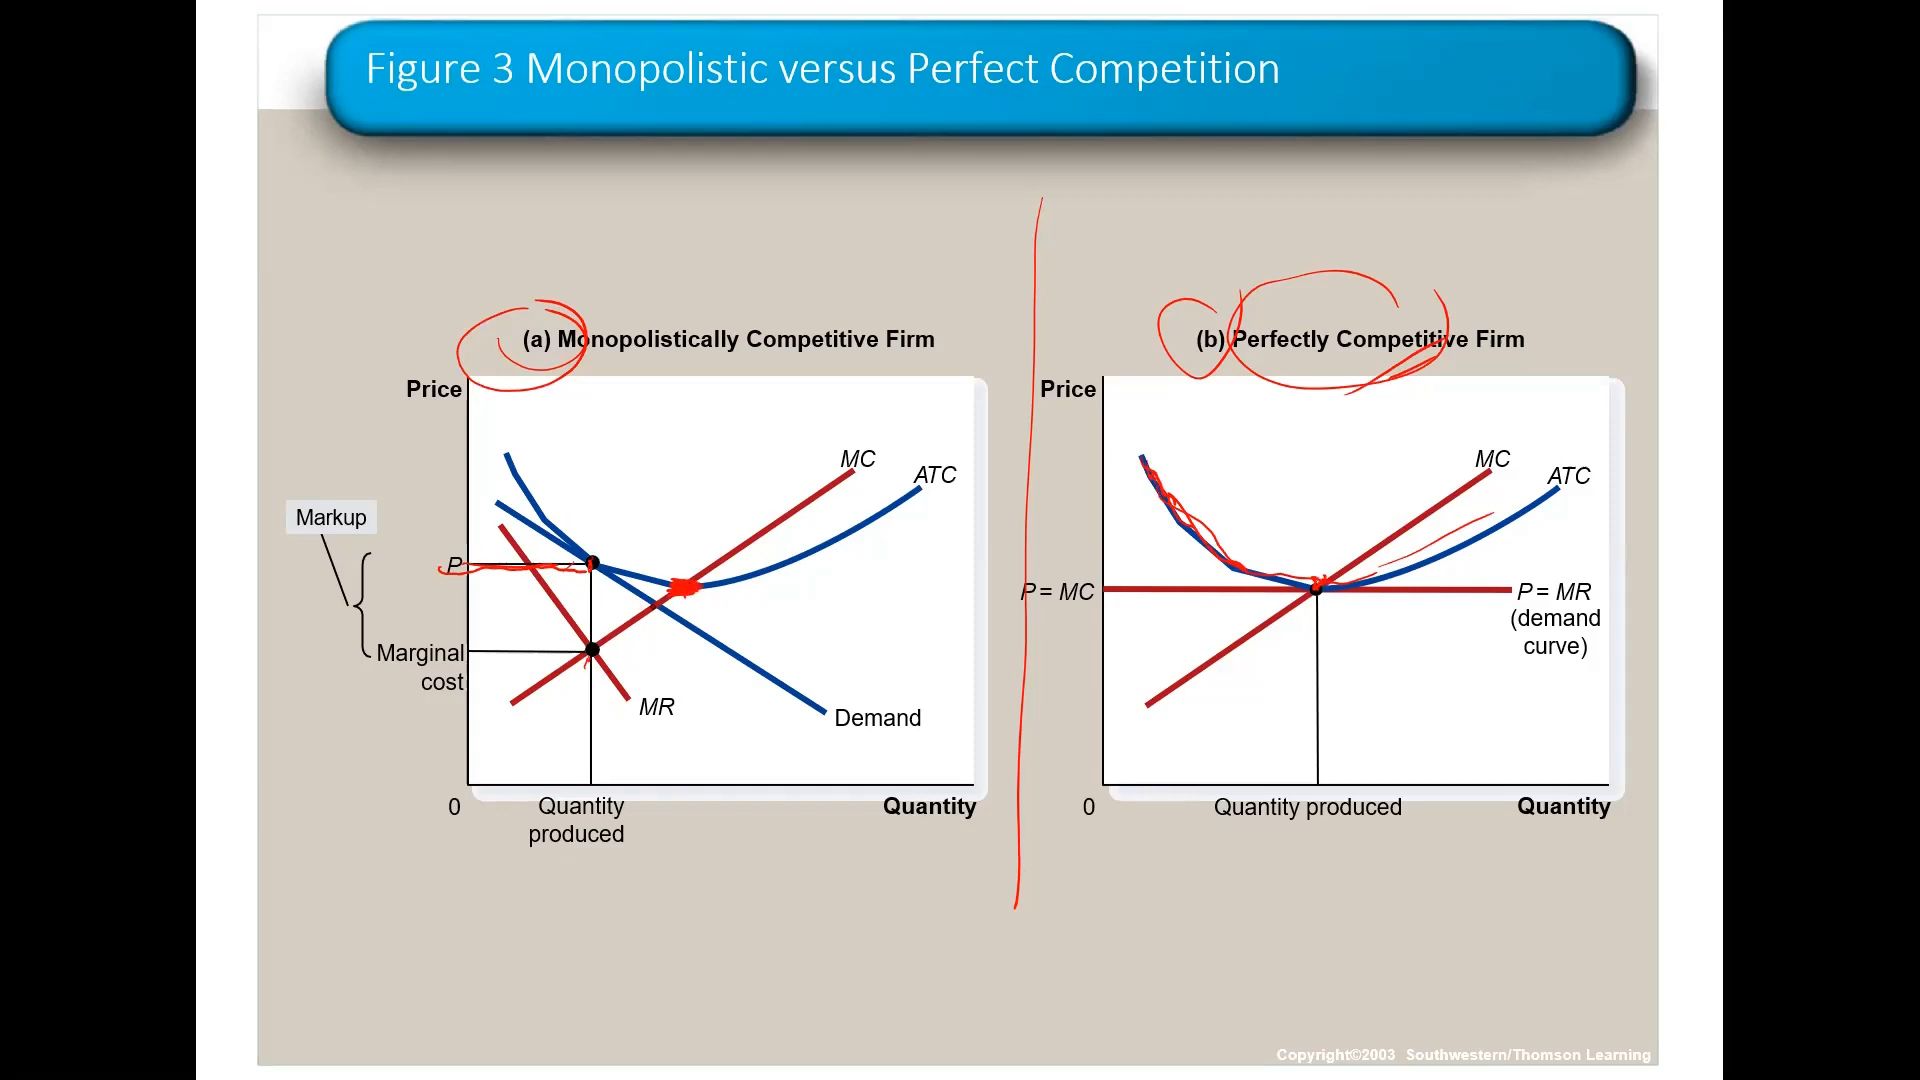 Figure 3 Monopolistic versus Perfect Competition
(a) Monopolistically Competitive Firm
Price
MC
ATC
Markup
P
Marginal
cost
MR
Demand
0
Quantity
produced
Quantity
(b) Perfectly Competitive Firm
Price
MC
ATC
P = MC
P = MR
(demand
curve)
0
Quantity produced
Quantity
Copyright©2003 Southwestern/Thomson Learning